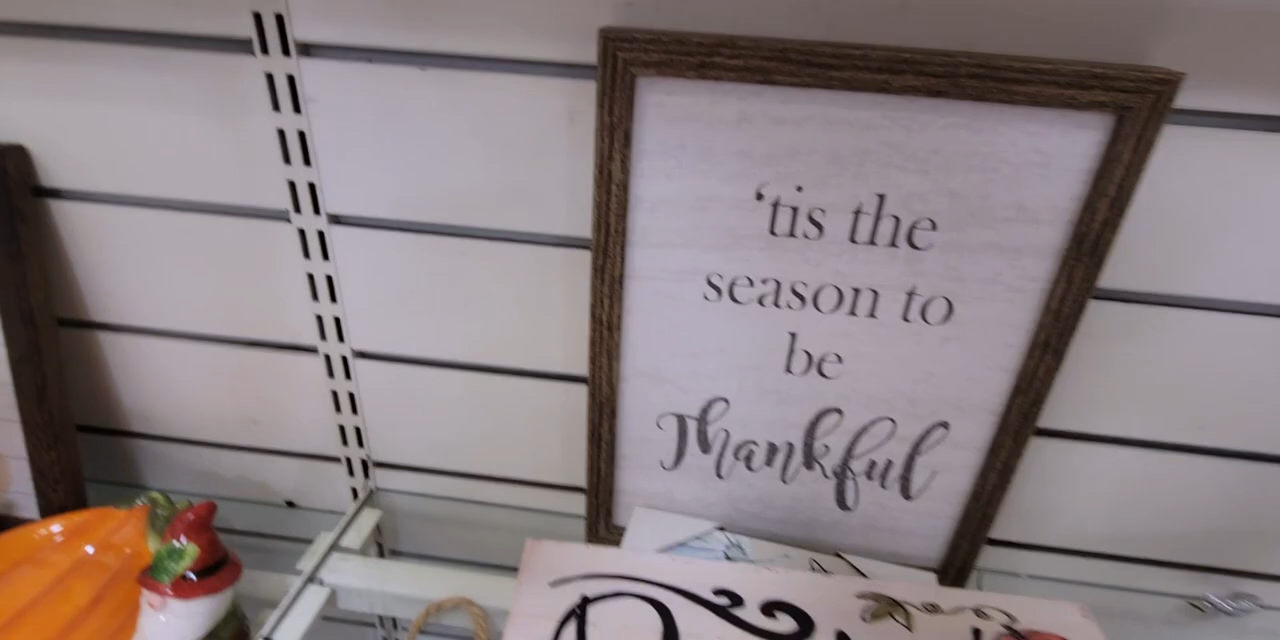 ‘tis the
season to
be
Thankful